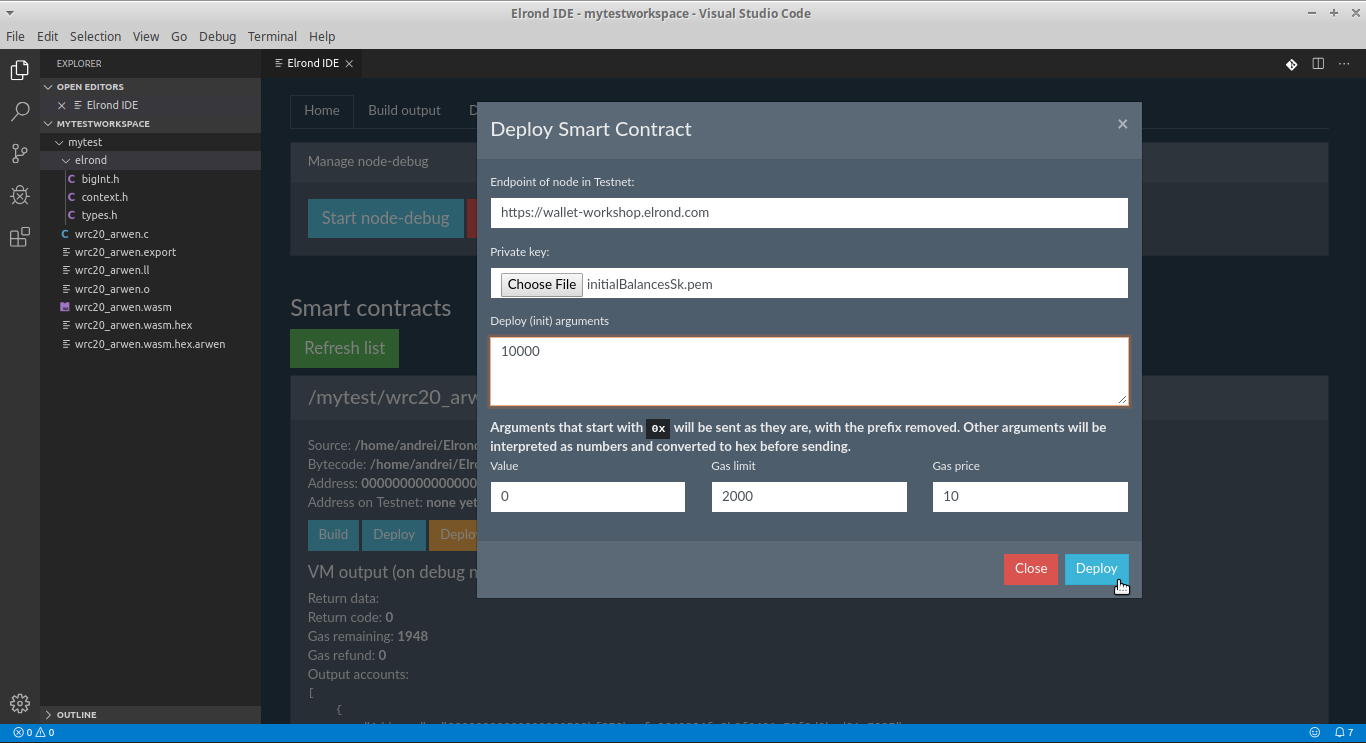 Elrond IDE - mytestworkspace - Visual Studio Code
File Edit Selection View Go Debug Terminal Help
EXPLORER
OPEN EDITORS
Elrond IDE
MYTESTWORKSPACE
mytest
elrond
C bigInt.h
C context.h
C types.h
C wrc20_arwen.c
wrc20_arwen.export
wrc20_arwen.ll
wrc20_arwen.o
wrc20_arwen.wasm
wrc20_arwen.wasm.hex
wrc20_arwen.wasm.hex.arwen
OUTLINE
Elrond IDE
Home Build output D
Manage node-debug
Start node-debug
Smart contracts
Refresh list
/mytest/wrc20_arw
Source: /home/andrei/Elrond
Bytecode: /home/andrei/Elr
Address: 0000000000000000
Address on Testnet: none yet
Build Deploy Deplo
VM output (on debug n
Return data:
Return code: 0
Gas remaining: 1948
Gas refund: 0
Output accounts:
[
{
Deploy Smart Contract ×
Endpoint of node in Testnet:
https://wallet-workshop.elrond.com
Private key:
Choose File initialBalancesSk.pem
Deploy (init) arguments
10000
Arguments that start with 0x will be sent as they are, with the prefix removed. Other arguments will be
interpreted as numbers and converted to hex before sending.
Value Gas limit Gas price
0 2000 10
Close Deploy
0 0 7